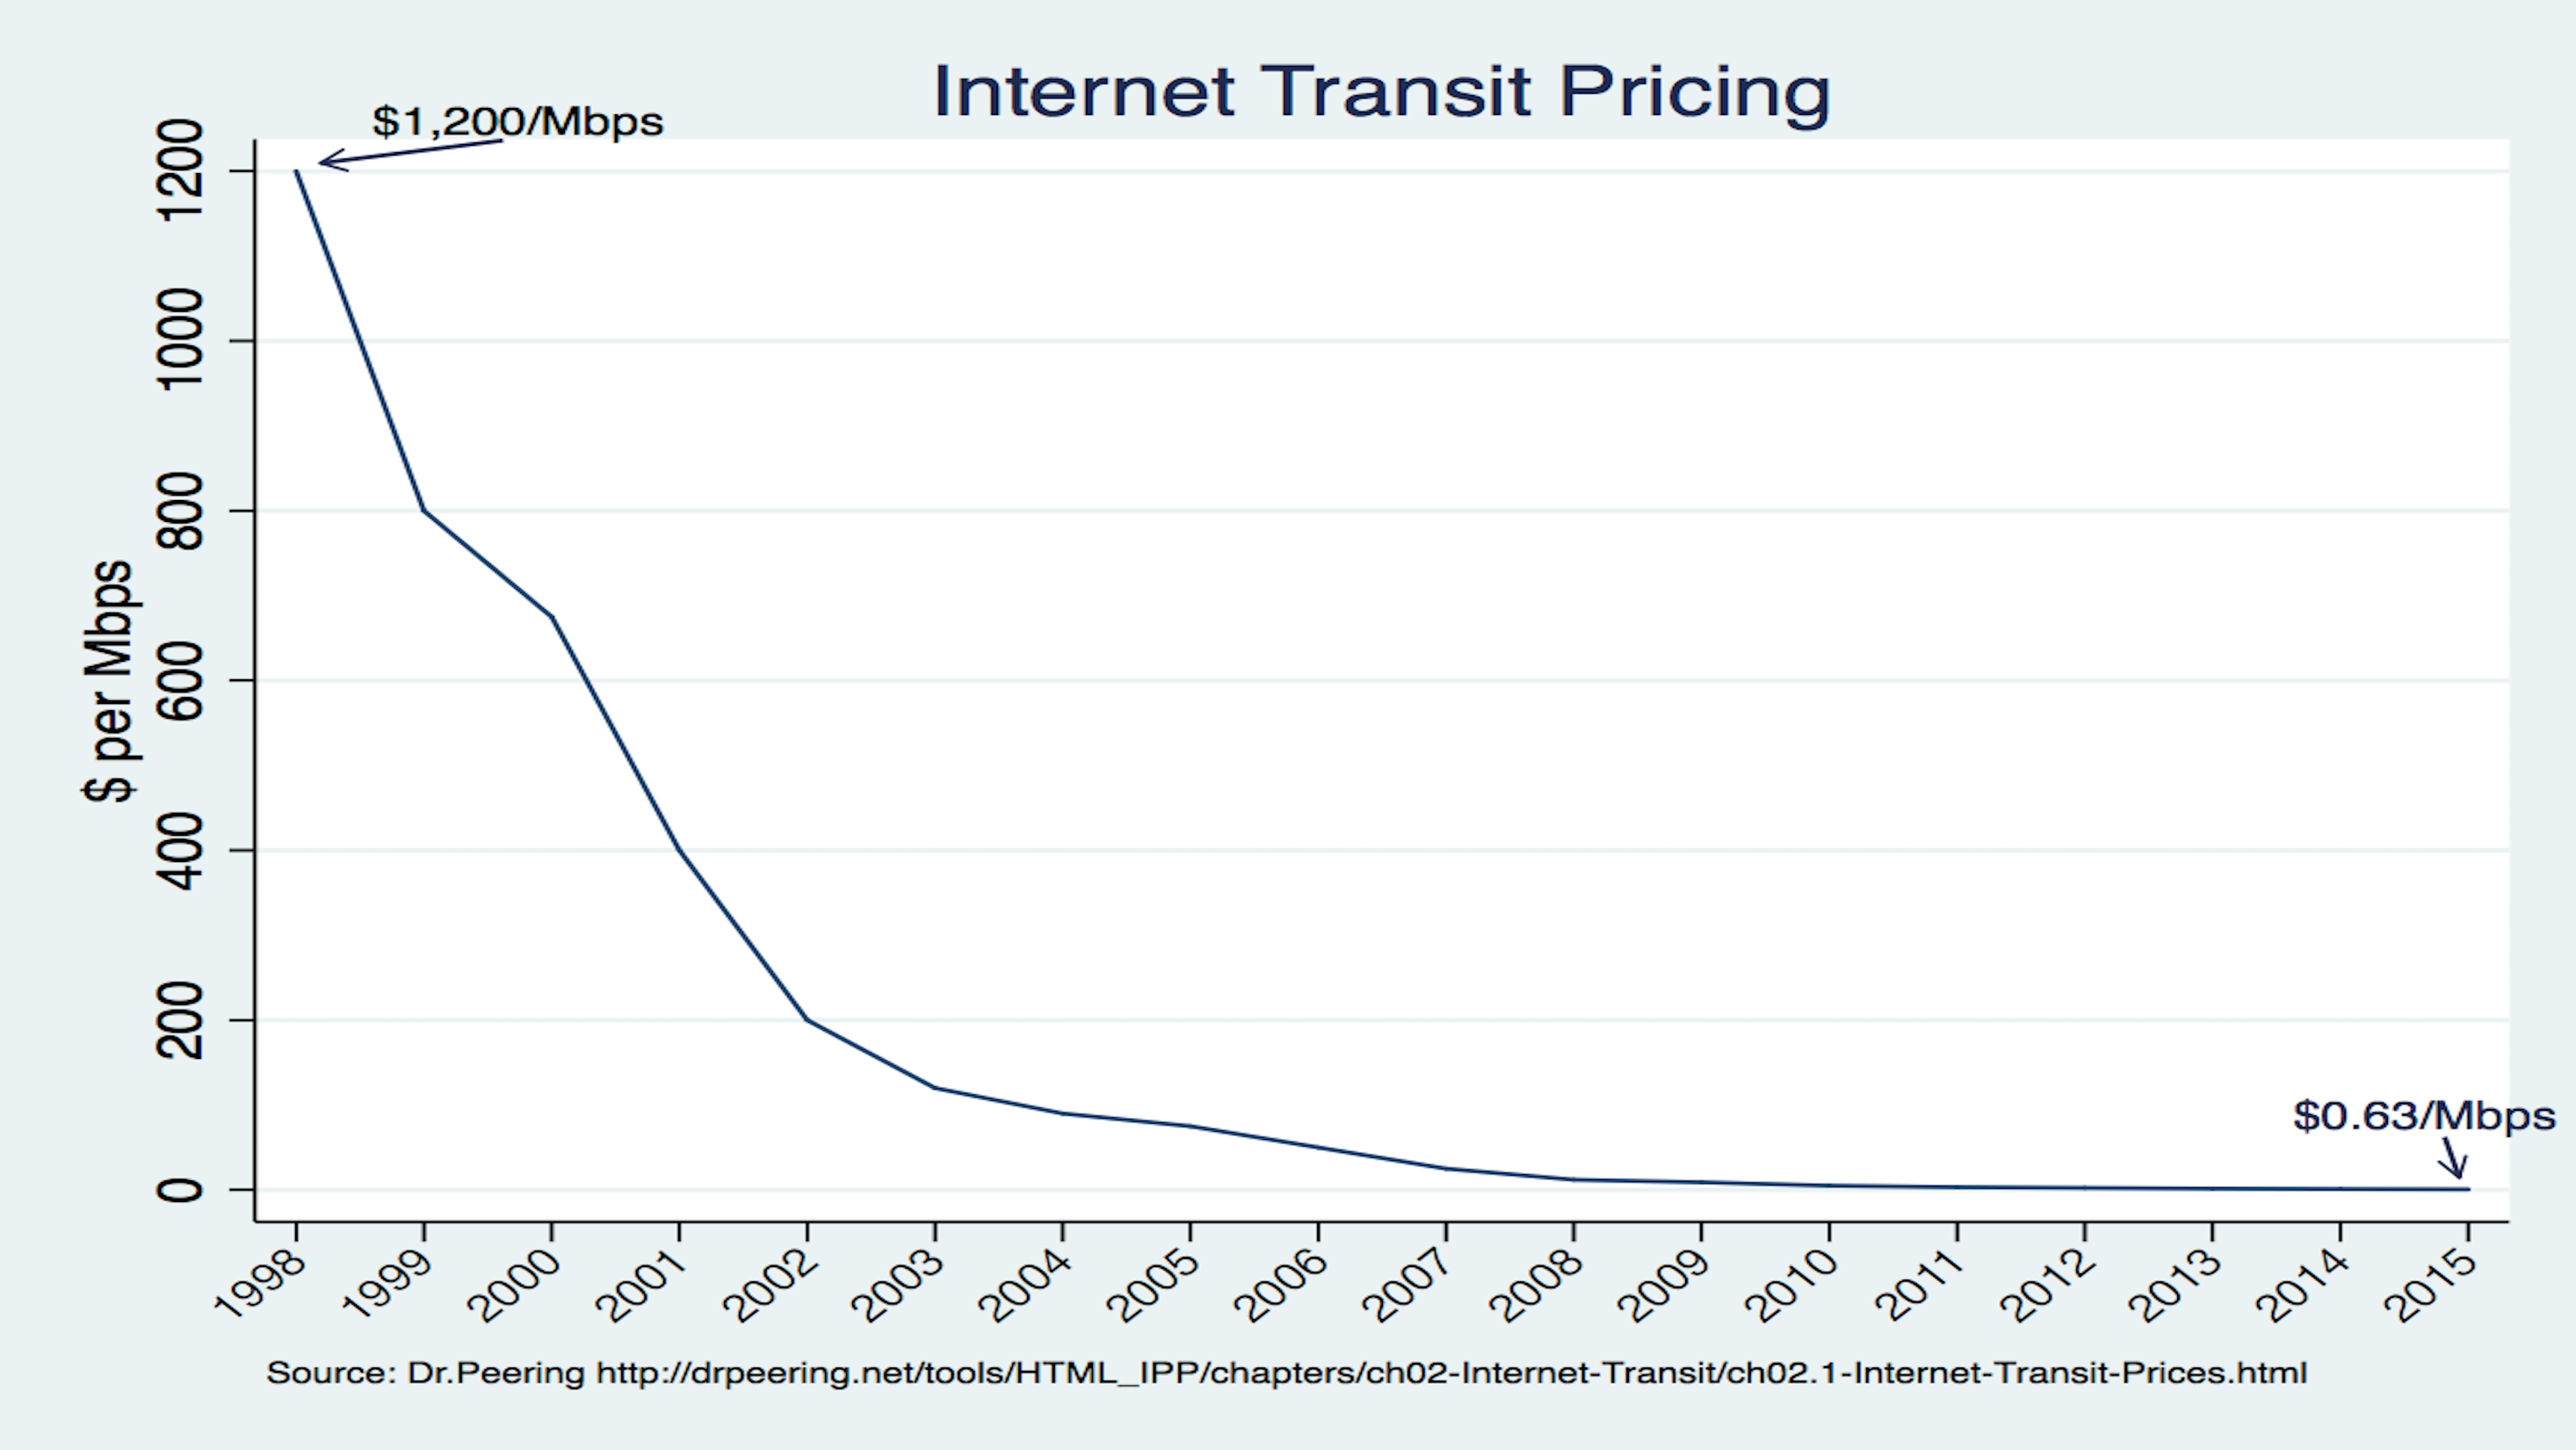 Internet Transit Pricing
$1,200/Mbps
$ per Mbps
1200
1000
800
600
400
200
0
$0.63/Mbps
1998 1999 2000 2001 2002 2003 2004 2005 2006 2007 2008 2009 2010 2011 2012 2013 2014 2015
Source: Dr.Peering http://drpeering.net/tools/HTML_IPP/chapters/ch02-Internet-Transit/ch02.1-Internet-Transit-Prices.html